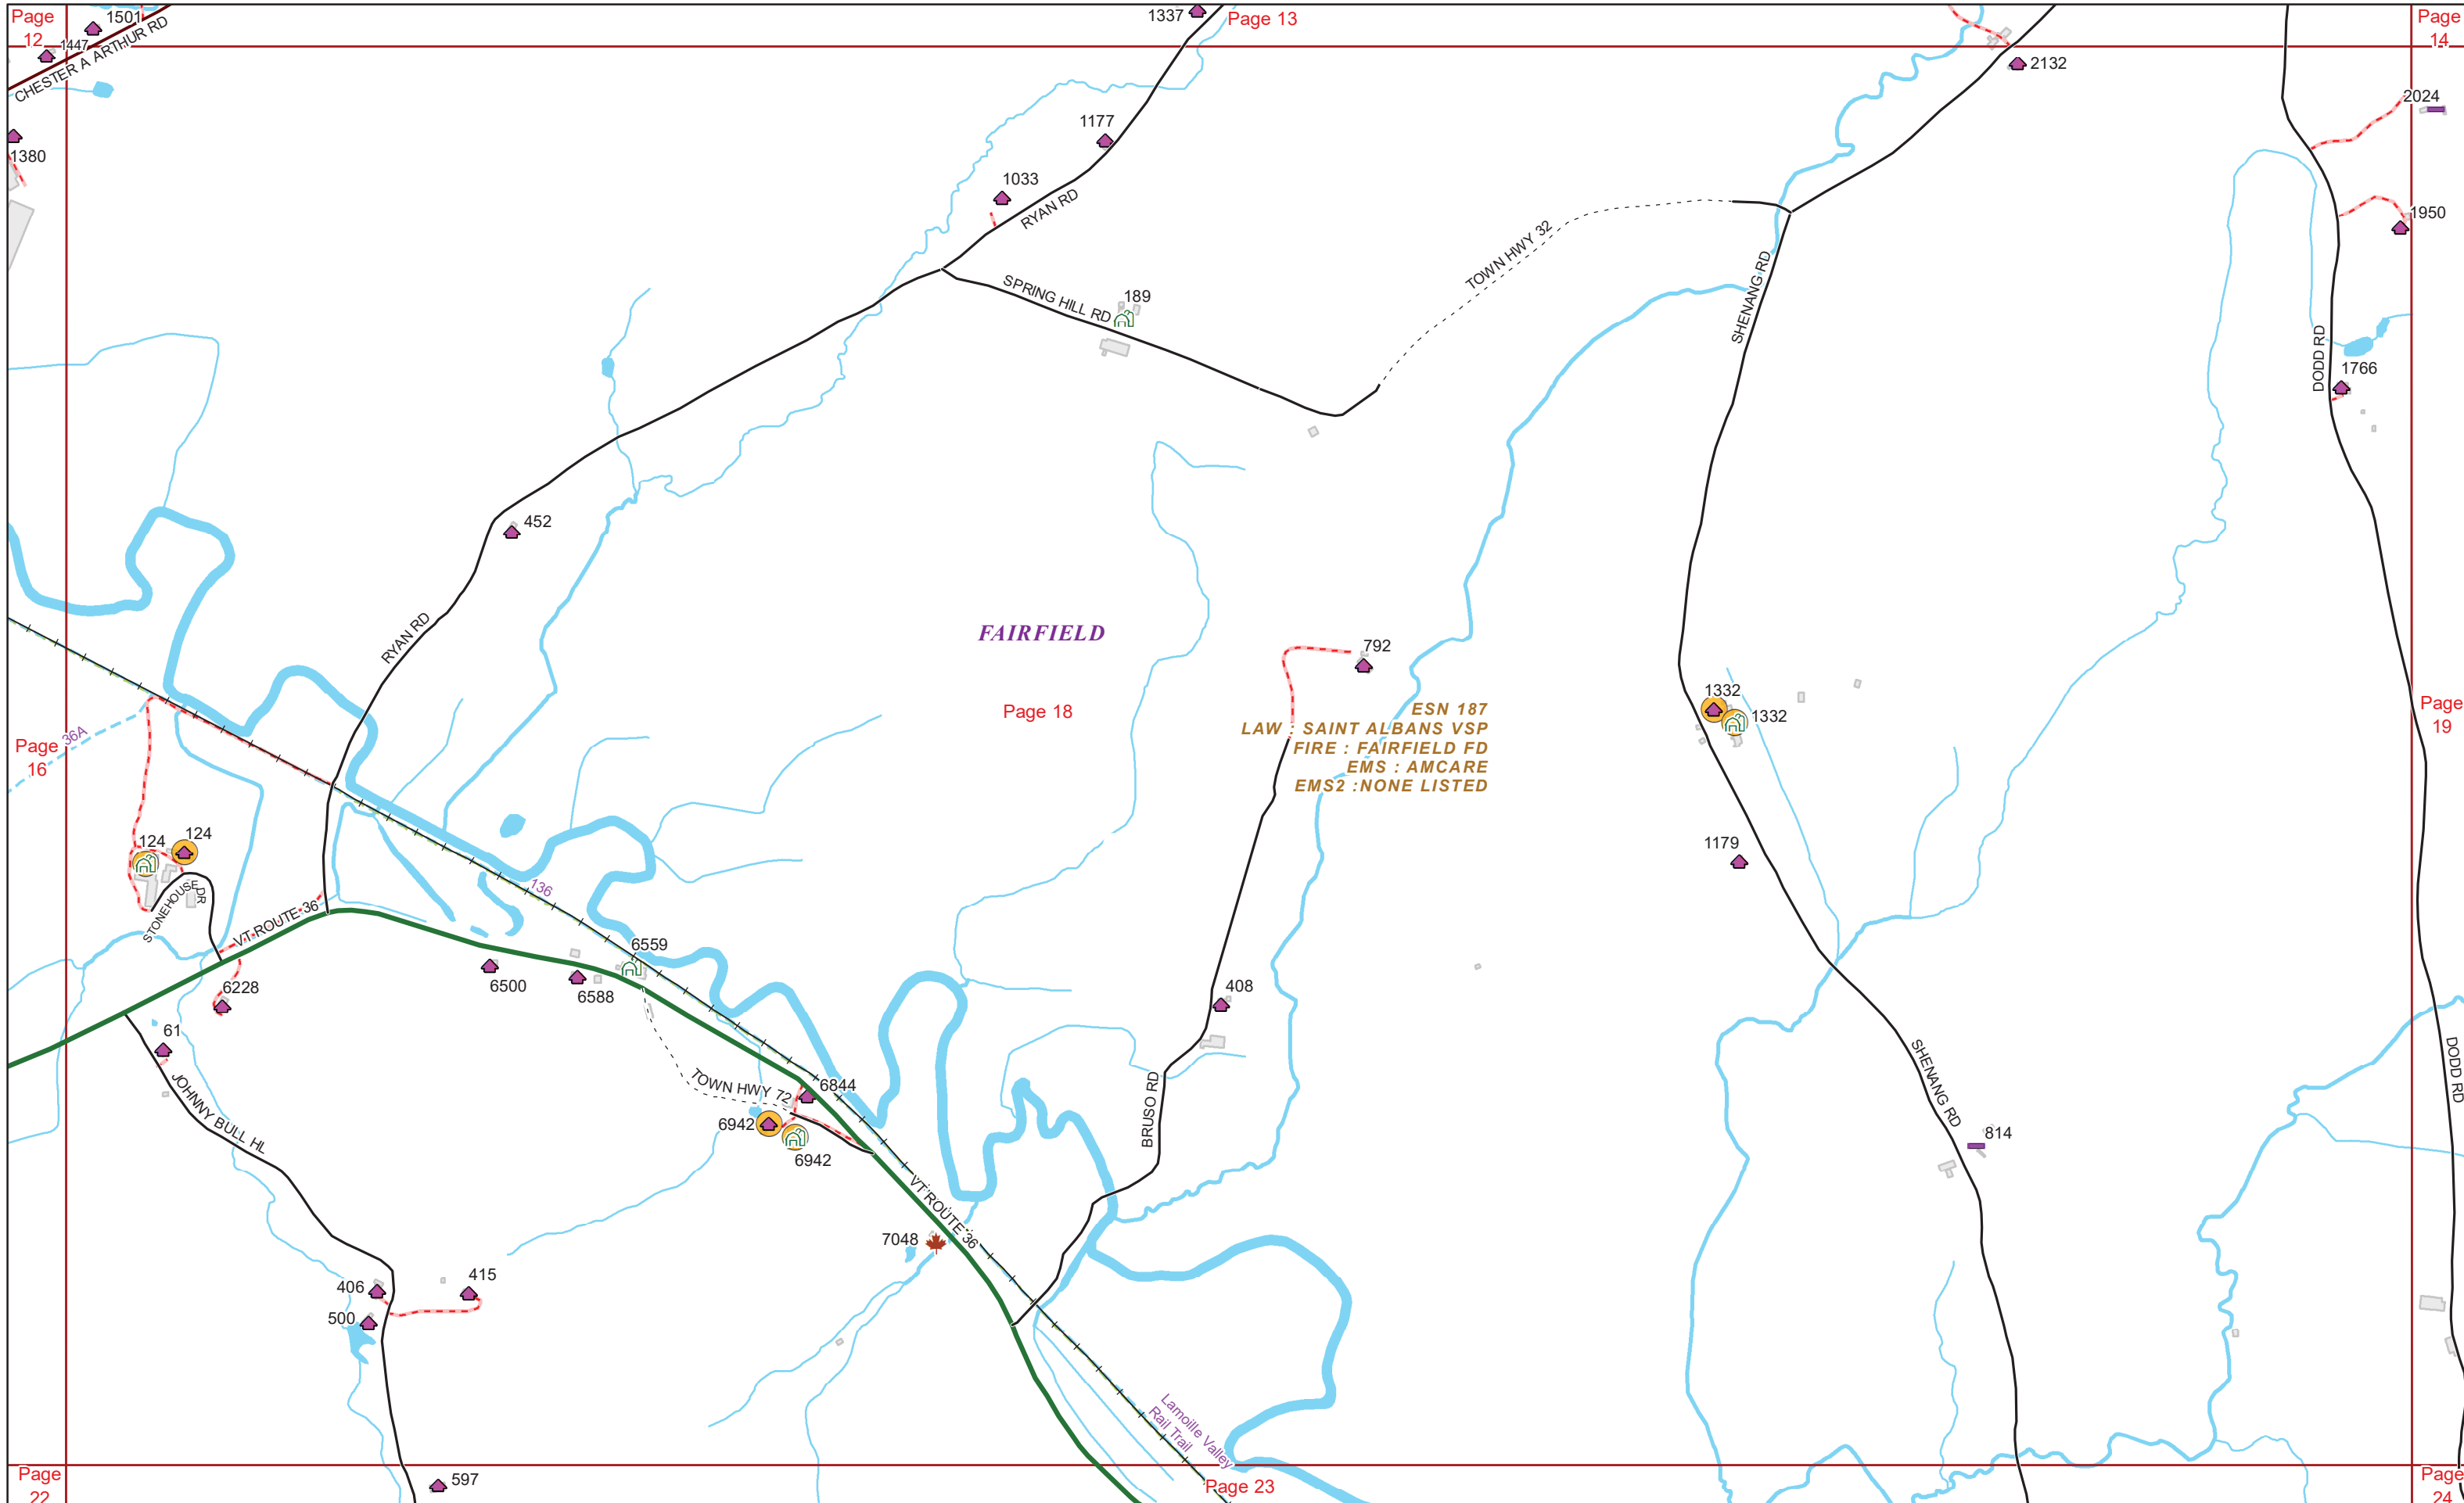 Page
12
1501
1447
CHESTER A ARTHUR RD
1380
1337
Page 13
Page
14
2132
2024
1177
1033
RYAN RD
1950
TOWN HWY 32
SHENANG RD
SPRING HILL RD
189
DODD RD
1766
452
RYAN RD
FAIRFIELD
792
Page 18
ESN 187
LAW : SAINT ALBANS VSP
FIRE : FAIRFIELD FD
EMS : AMCARE
EMS2 :NONE LISTED
1332
1332
Page
19
36A
Page
16
124
124
STONEHOUSE DR
136
1179
VT ROUTE 36
6559
6500
6588
6228
408
61
JOHNNY BULL HL
TOWN HWY 72
6844
6942
6942
BRUSO RD
SHENANG RD
814
DODD RD
VT ROUTE 36
7048
406
415
500
Lamoille Valley
Rail Trail
597
Page
22
Page 23
Page
24